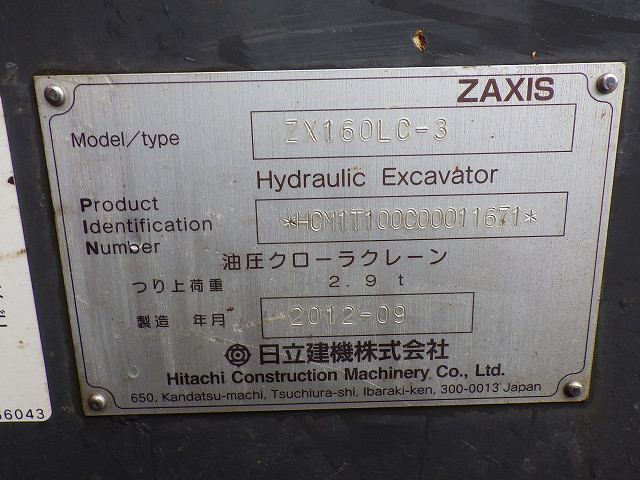 ZAXIS
Model/type ZX160LC-3
Hydraulic Excavator
Product
Identification
Number
*HCM1T100C00011671*
油圧クローラクレーン
つり上荷重 2.9 t
製造 年月 2012-09
日立建機株式会社
Hitachi Construction Machinery Co., Ltd.
650, Kandatsu-machi, Tsuchiura-shi, Ibaraki-ken, 300-0013 Japan
56043